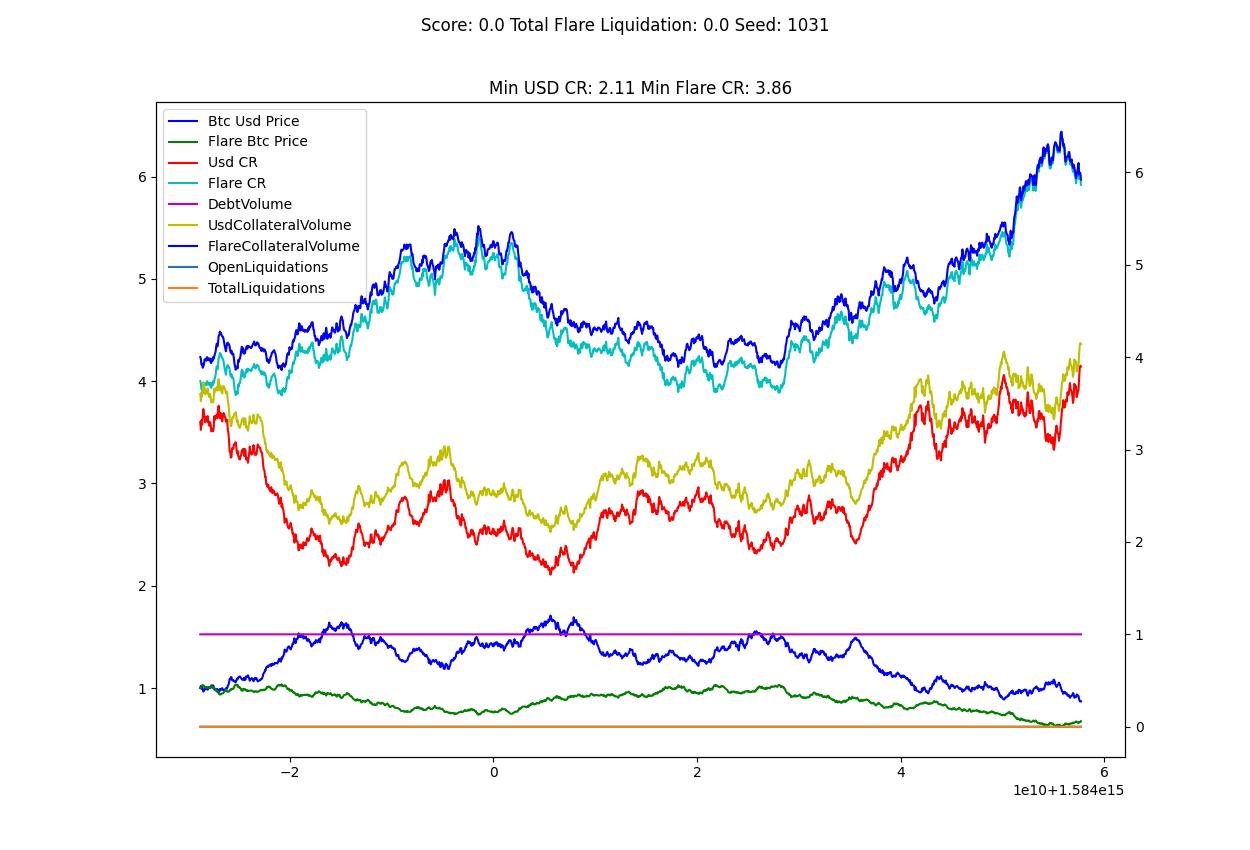 Score: 0.0 Total Flare Liquidation: 0.0 Seed: 1031
Min USD CR: 2.11 Min Flare CR: 3.86
Btc Usd Price
Flare Btc Price
Usd CR
Flare CR
DebtVolume
UsdCollateralVolume
FlareCollateralVolume
OpenLiquidations
TotalLiquidations
6
5
4
3
2
1
6
5
4
3
2
1
0
−2 0 2 4 6
1e10+1.584e15